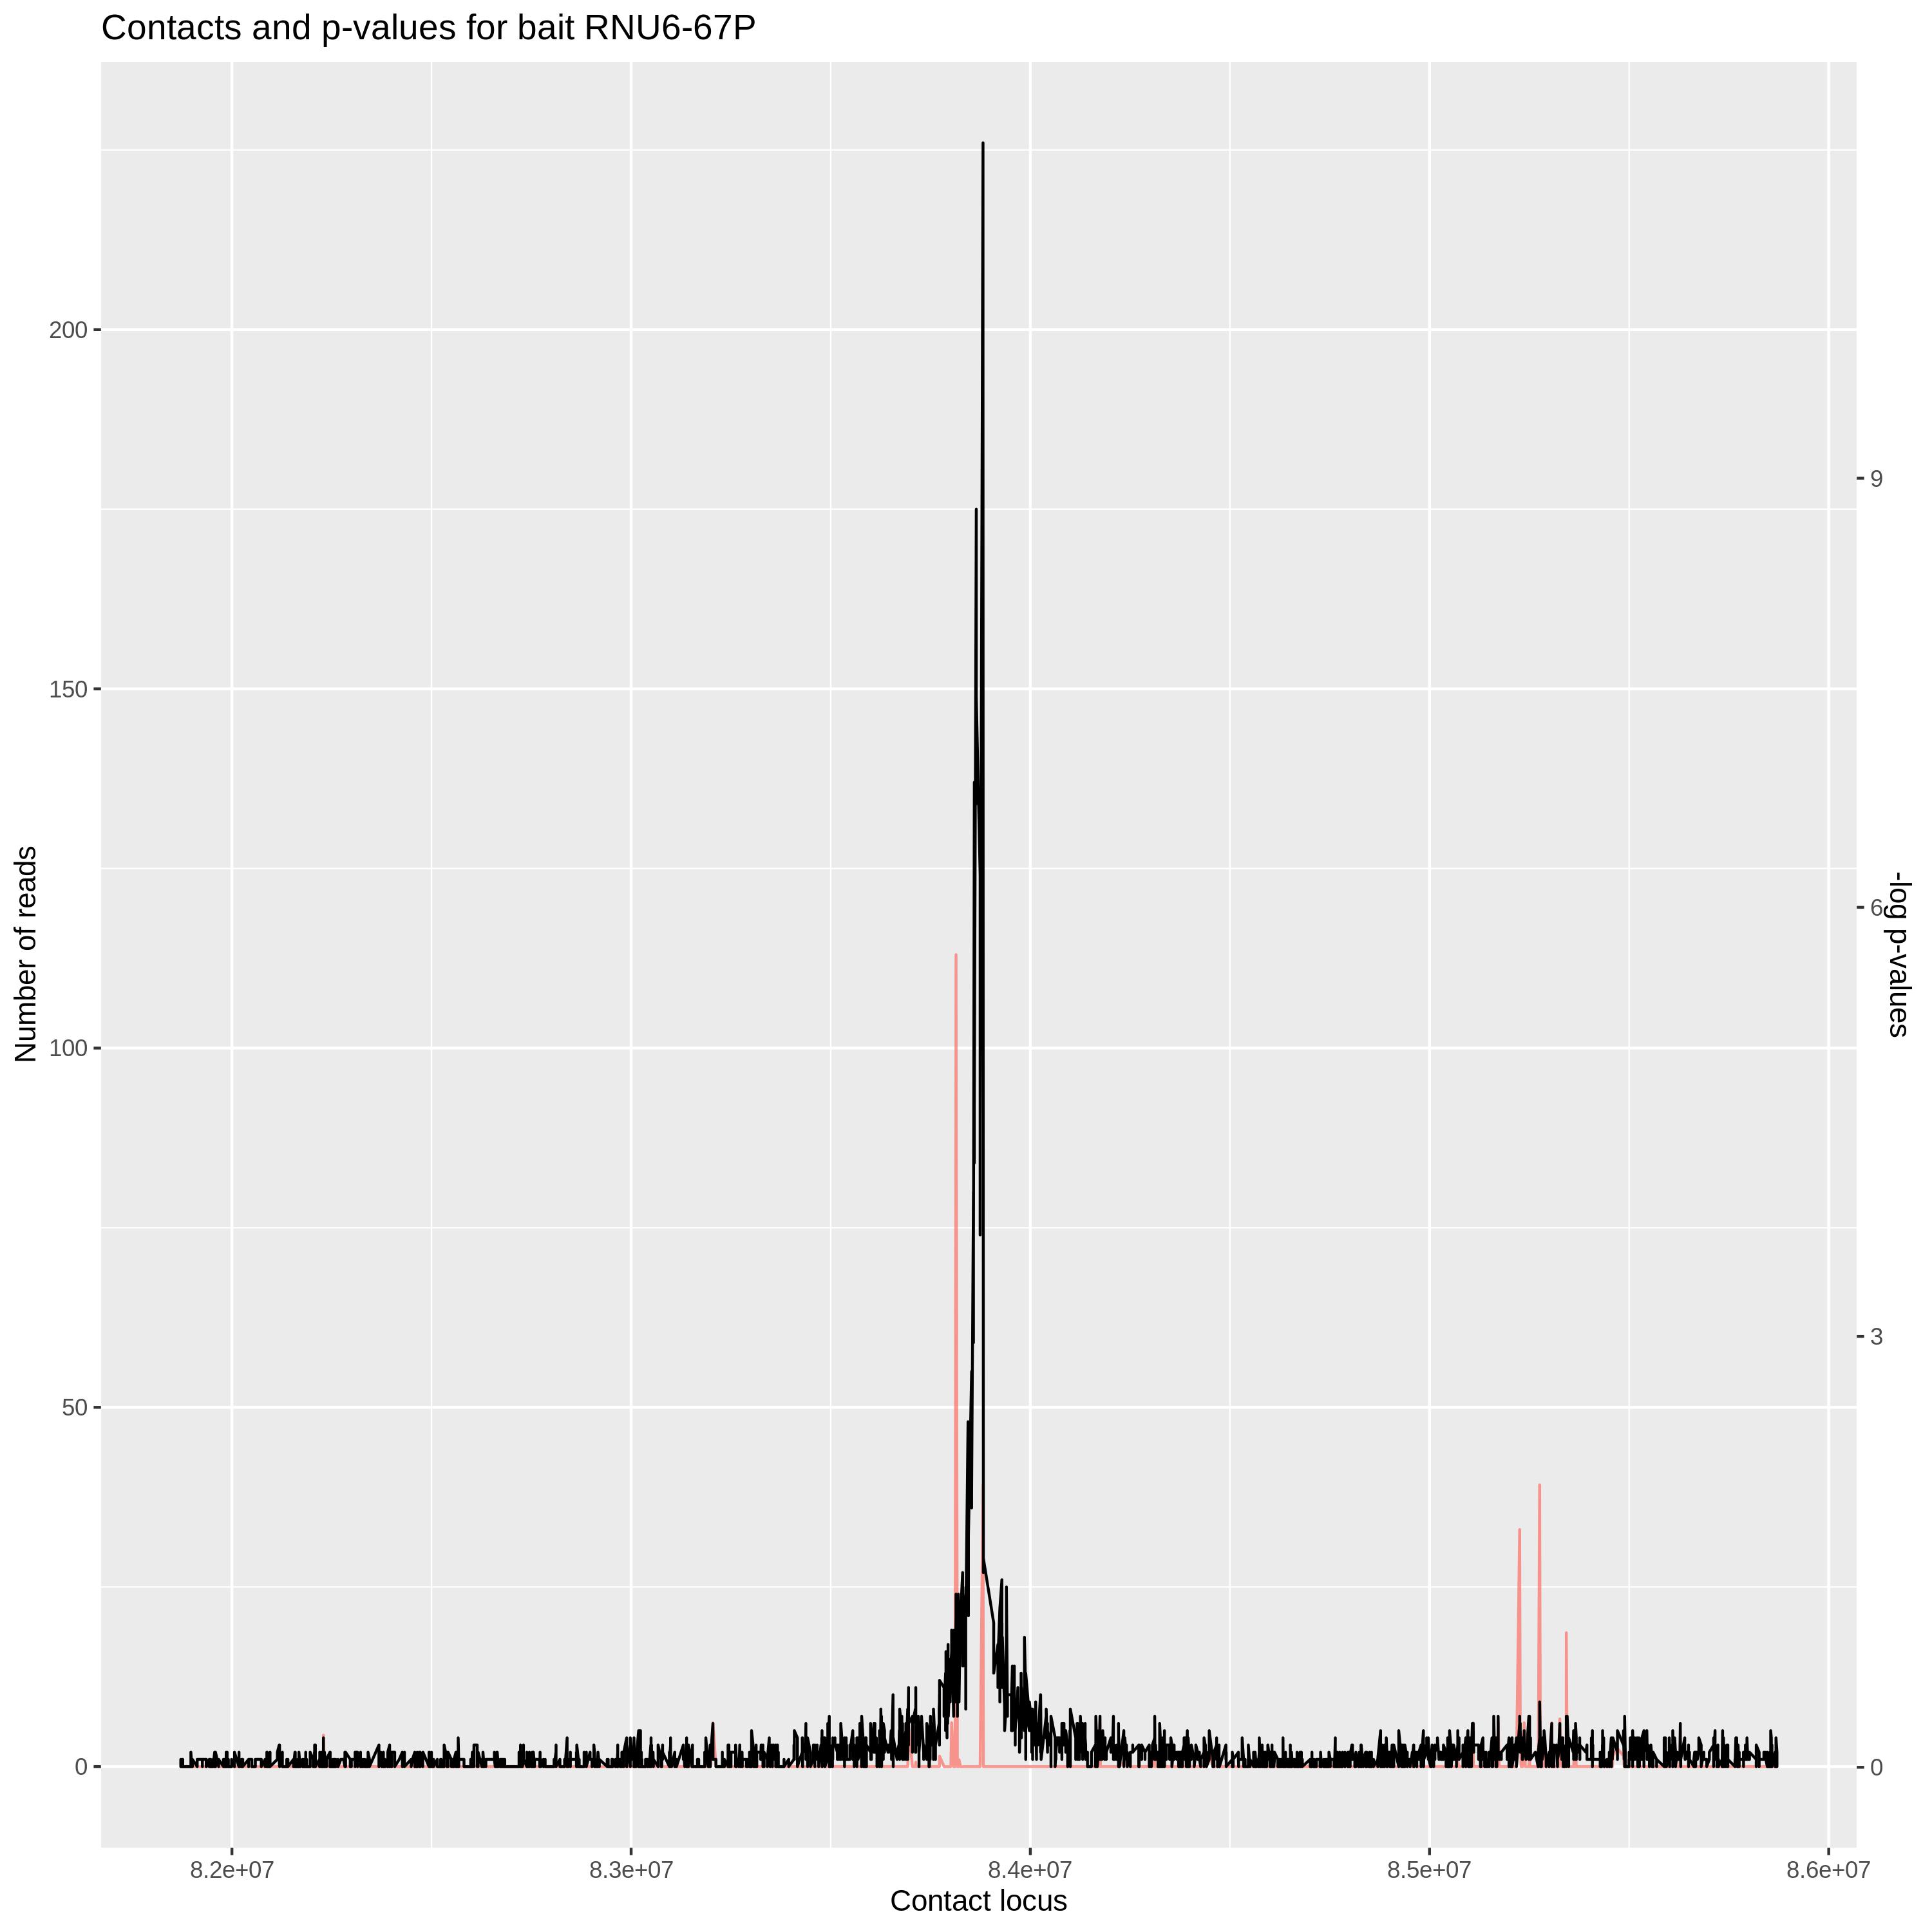 Contacts and p-values for bait RNU6-67P
Number of reads
200
150
100
50
0
9
6
3
0
-log p-values
8.2e+07 8.3e+07 8.4e+07 8.5e+07 8.6e+07
Contact locus